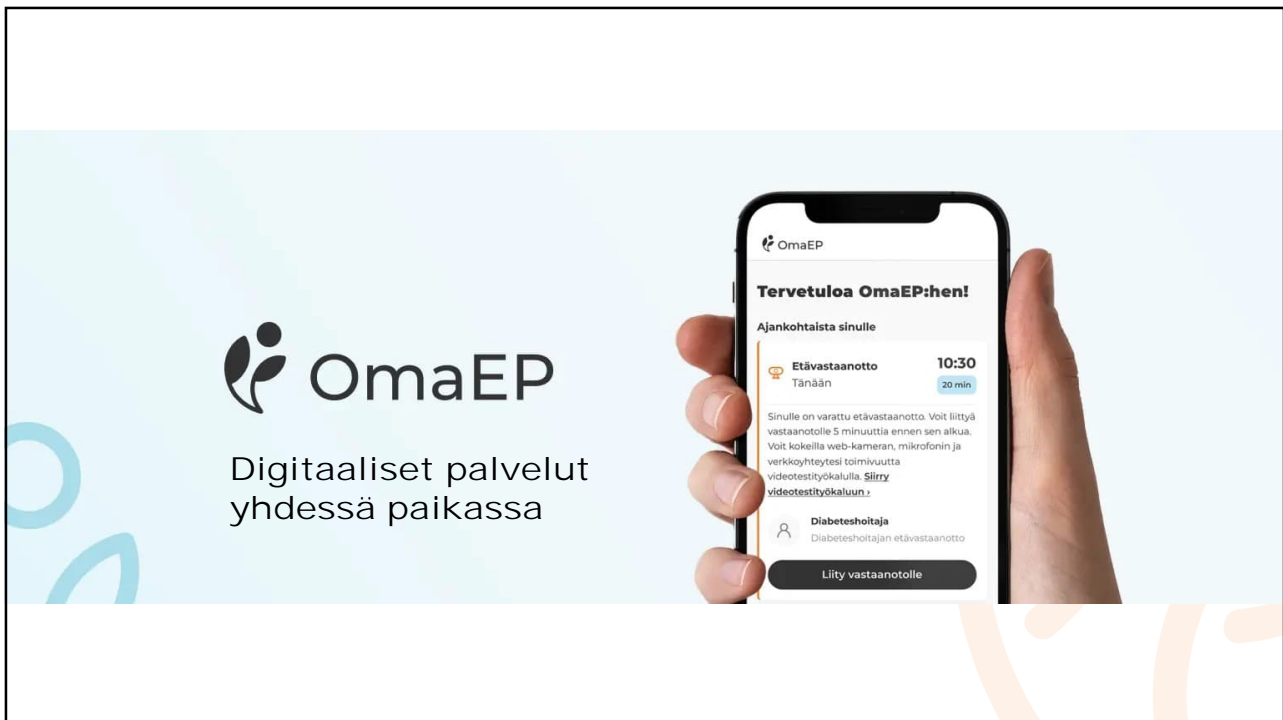 OmaEP
Digitaaliset palvelut
yhdessä paikassa
OmaEP
Tervetuloa OmaEP:hen!
Ajankohtaista sinulle
Etävastaanotto 10:30
Tänään 20 min
Sinulle on varattu etävastaanotto. Voit liittyä
vastaanotolle 5 minuuttia ennen sen alkua.
Voit kokeilla web-kameran, mikrofonin ja
verkkoyhteytesi toimivuutta
videotestityökalulla. Siirry
videotestityökaluun ›
Diabeteshoitaja
Diabeteshoitajan etävastaanotto
Liity vastaanotolle